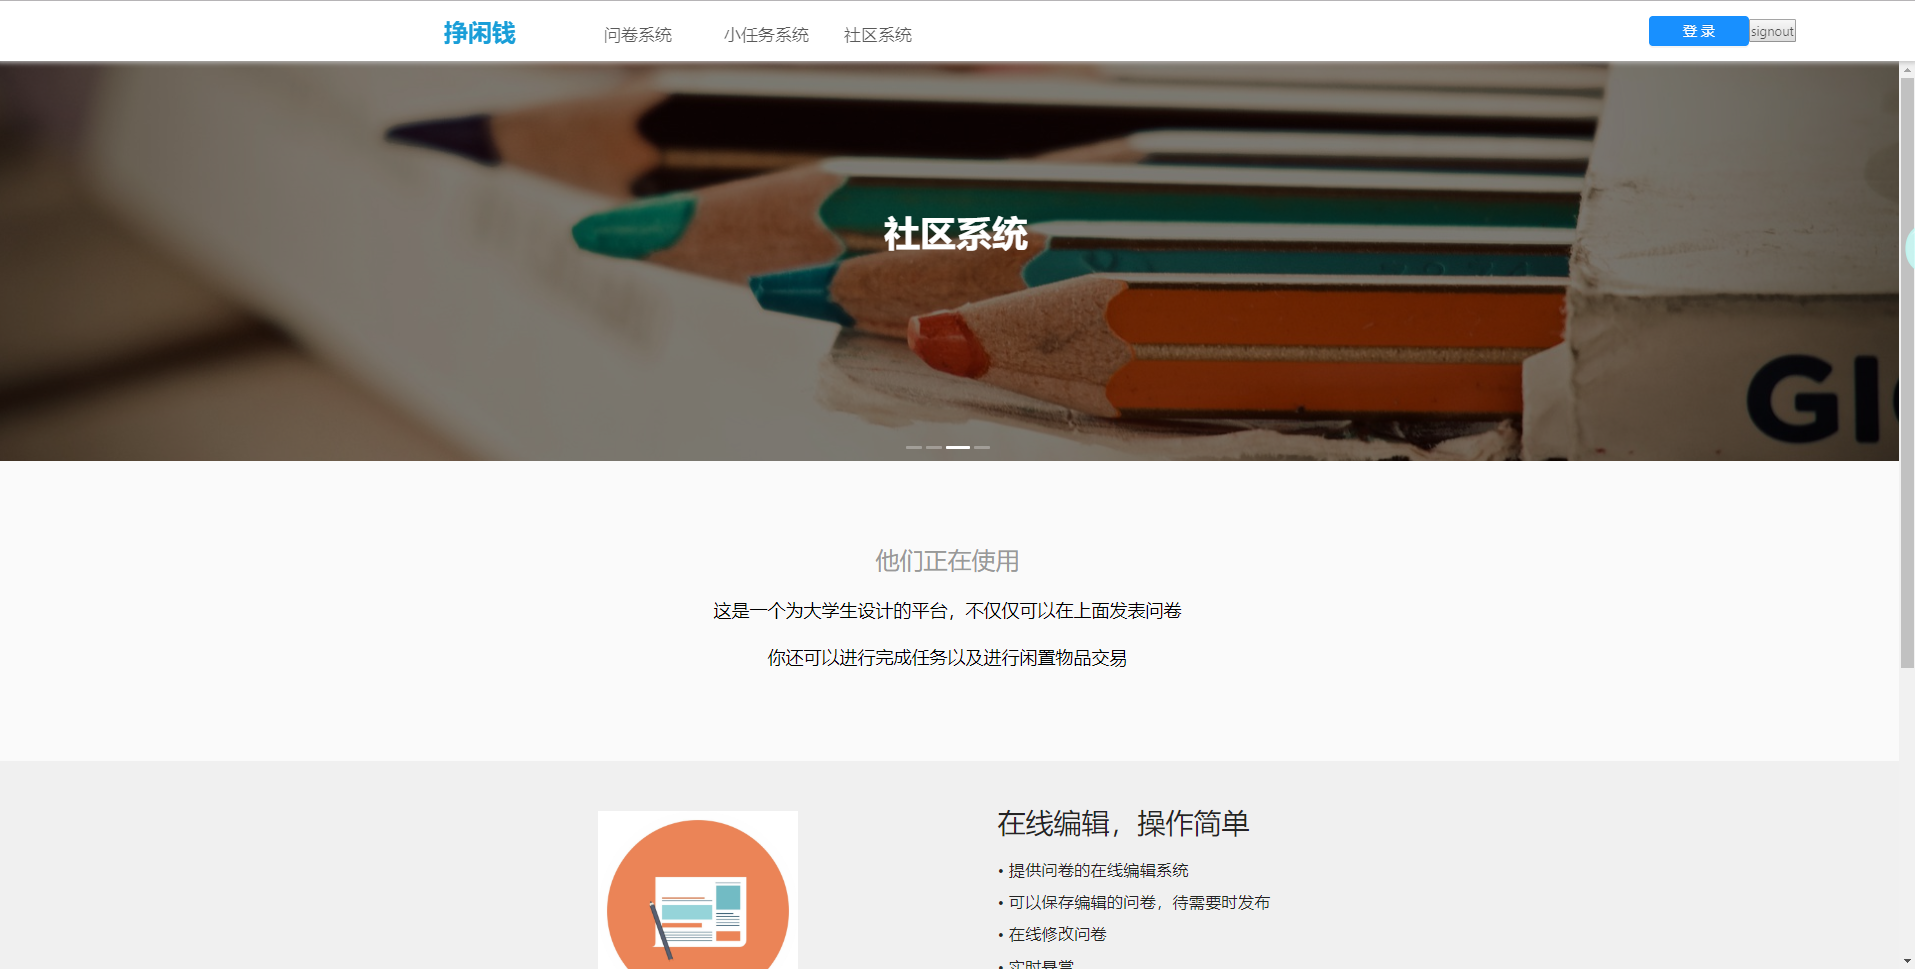 挣闲钱 问卷系统 小任务系统 社区系统 登 录 signout
社区系统
GI
他们正在使用
这是一个为大学生设计的平台，不仅仅可以在上面发表问卷
你还可以进行完成任务以及进行闲置物品交易
在线编辑，操作简单
• 提供问卷的在线编辑系统
• 可以保存编辑的问卷，待需要时发布
• 在线修改问卷
• 实时悬赏